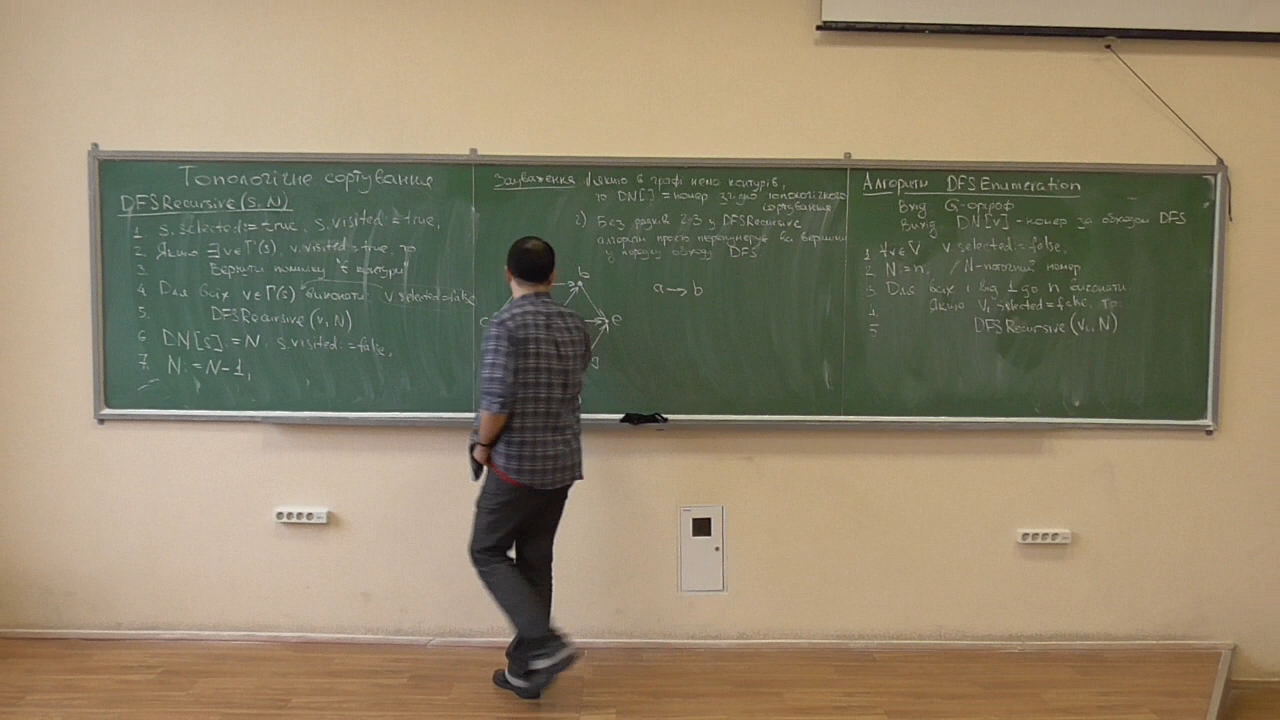 Топологічне сортування
DFSRecursive (S, N)
1. S.selected:=true, S.visited:=true,
2. Якщо ∃v∈Γ(S) v.visited=true, то
3. Вернути помилку "є контури"
4. Для всіх v∈Γ(s) виконати: v.selected=false
5. DFSRecursive (v, N)
6. DN[s]:=N, s.visited:=false,
7. N:=N-1,
Зауваження 1) якщо в графі нема контурів,
то DN[] = номер згідно топологічного
сортування
2) Без рядків 2-3 у DFSRecursive
алгоритм просто перенумерує всі вершини
у порядку обходу DFS
b
a → b
e
Алгоритм DFSEnumeration
Вхід G-орграф
Вихід DN[v] - номер за обходом DFS
1 ∀v∈V v.selected:=false,
2 N:=n, N-поточний номер
3 Для всіх i від 1 до n виконати
4 Якщо vi.selected=false, то:
5 DFSRecursive (vi, N)